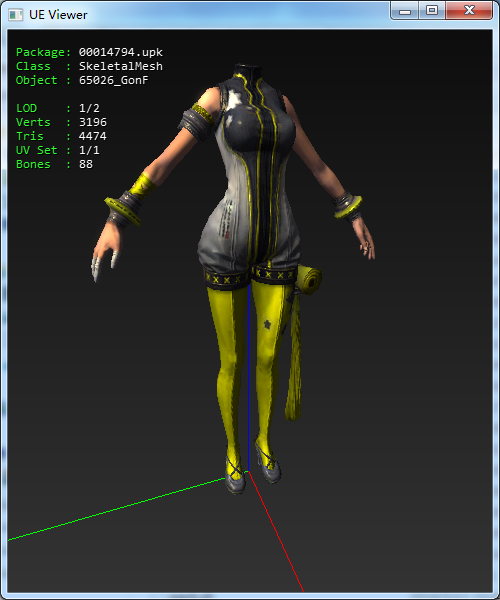 UE Viewer
Package: 00014794.upk
Class : SkeletalMesh
Object : 65026_GonF
LOD : 1/2
Verts : 3196
Tris : 4474
UV Set : 1/1
Bones : 88